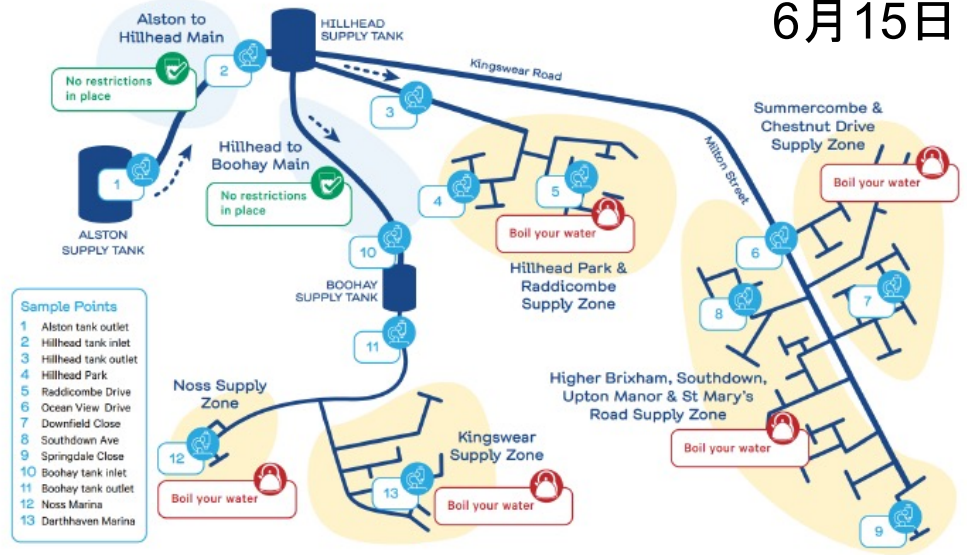 6月15日
Alston to
Hillhead Main
HILLHEAD
SUPPLY TANK
No restrictions
in place
2
Kingswear Road
3
Summercombe &
Chestnut Drive
Supply Zone
Milton Street
Hillhead to
Boohay Main
No restrictions
in place
1
ALSTON
SUPPLY TANK
4
5
Boil your water
Hillhead Park &
Raddicombe
Supply Zone
Boil your water
6
7
8
10
BOOHAY
SUPPLY TANK
11
Sample Points
1 Alston tank outlet
2 Hillhead tank inlet
3 Hillhead tank outlet
4 Hillhead Park
5 Raddicombe Drive
6 Ocean View Drive
7 Downfield Close
8 Southdown Ave
9 Springdale Close
10 Boohay tank inlet
11 Boohay tank outlet
12 Noss Marina
13 Darthhaven Marina
Noss Supply
Zone
12
Boil your water
Kingswear
Supply Zone
13
Boil your water
Higher Brixham, Southdown,
Upton Manor & St Mary's
Road Supply Zone
Boil your water
9